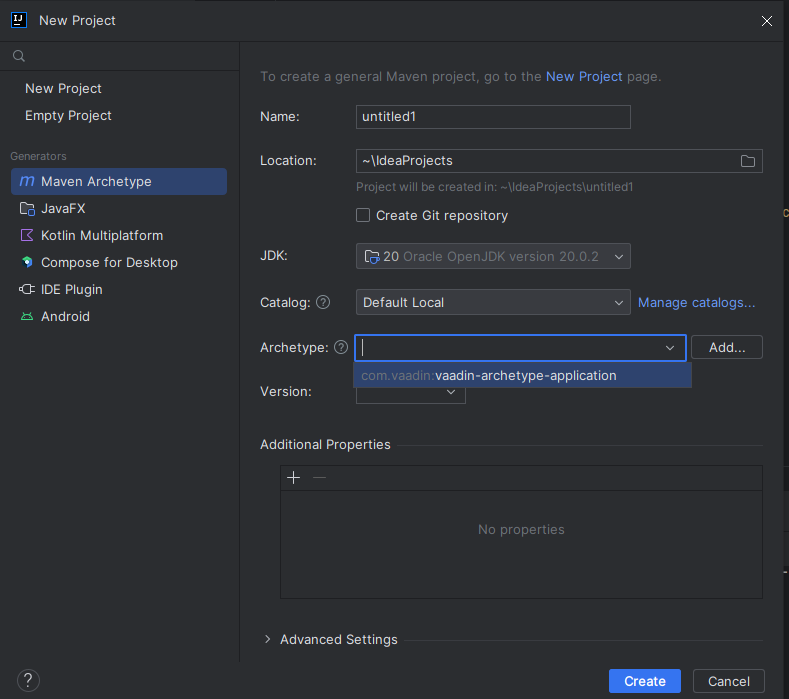 IJ New Project
New Project
Empty Project
Generators
m Maven Archetype
JavaFX
Kotlin Multiplatform
Compose for Desktop
IDE Plugin
Android
To create a general Maven project, go to the New Project page.
Name: untitled1
Location: ~\IdeaProjects
Project will be created in: ~\IdeaProjects\untitled1
Create Git repository
JDK: 20 Oracle OpenJDK version 20.0.2
Catalog: ? Default Local Manage catalogs...
Archetype: ? Add...
com.vaadin:vaadin-archetype-application
Version:
Additional Properties
No properties
Advanced Settings
? Create Cancel